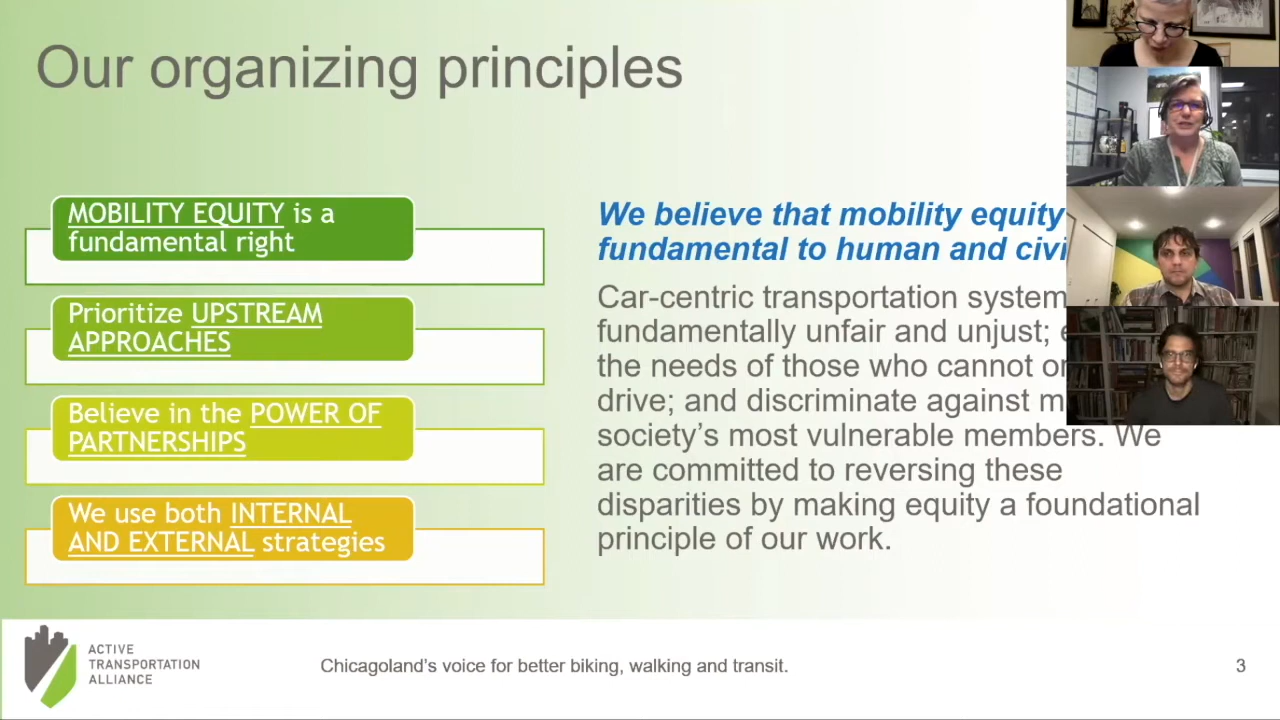 Our organizing principles
MOBILITY EQUITY is a
fundamental right
Prioritize UPSTREAM
APPROACHES
Believe in the POWER OF
PARTNERSHIPS
We use both INTERNAL
AND EXTERNAL strategies
We believe that mobility equity
fundamental to human and
Car-centric transportation
fundamentally unfair and unjust;
the needs of those who cannot
drive; and discriminate against
society's most vulnerable members. We
are committed to reversing these
disparities by making equity a foundational
principle of our work.
ACTIVE
TRANSPORTATION
ALLIANCE
Chicagoland's voice for better biking, walking and transit.
3